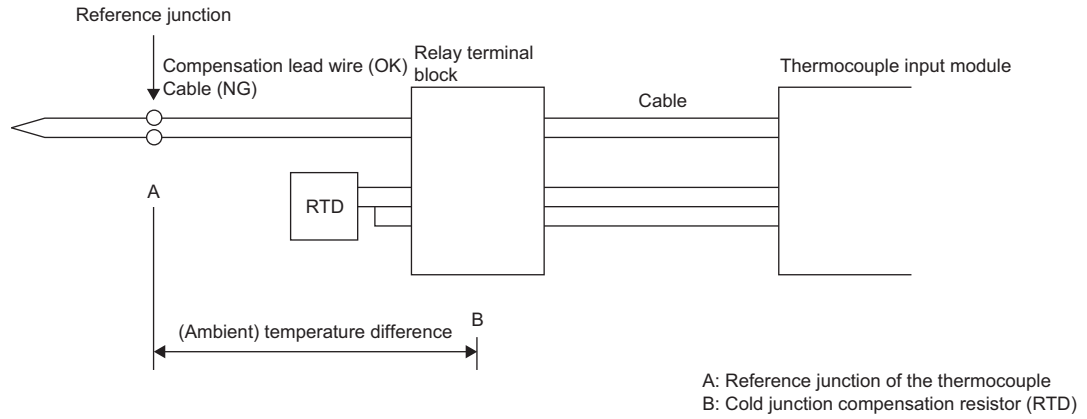 Reference junction
Compensation lead wire (OK)
Cable (NG)
Relay terminal
block
Thermocouple input module
Cable
A
RTD
B
(Ambient) temperature difference
A: Reference junction of the thermocouple
B: Cold junction compensation resistor (RTD)